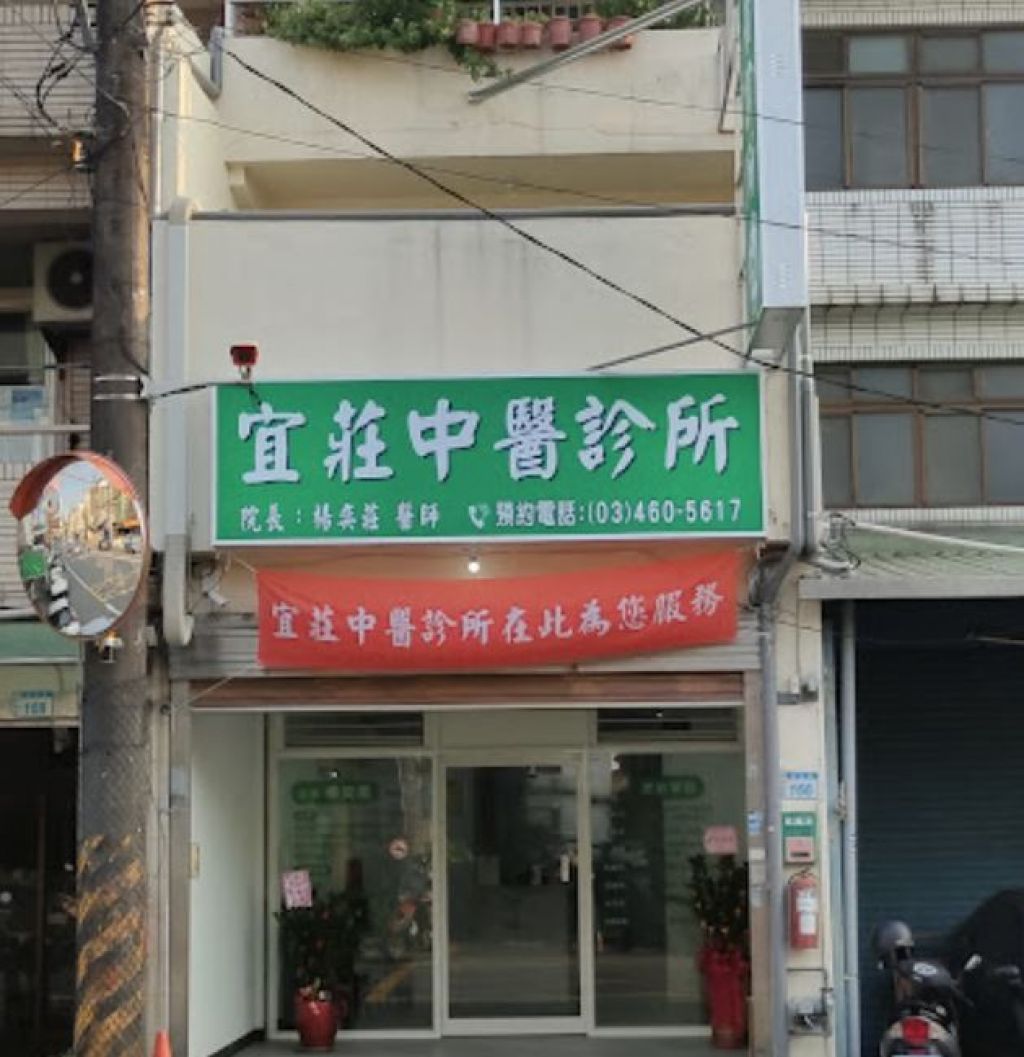 宜莊中醫診所
院長：楊奕莊 醫師 預約電話:(03)460-5617
宜莊中醫診所在此為您服務